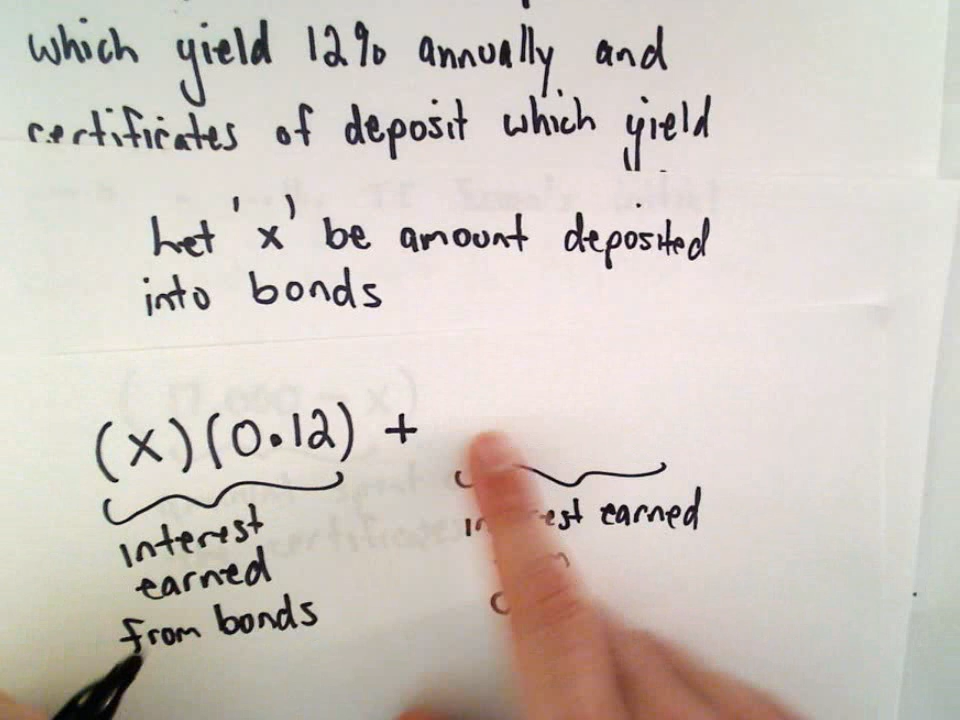 which yield 12% annually and
certificates of deposit which yield
Let 'x' be amount deposited
into bonds
(x)(0.12) +
interest
earned
from bonds
earned